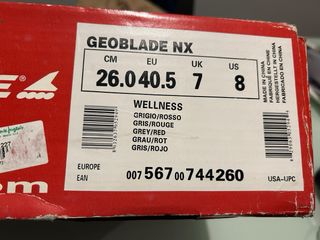 GEOBLADE NX
CM EU UK US
26.0 40.5 7 8
WELLNESS
GRIGIO/ROSSO
GRIS/ROUGE
GREY/RED
GRAU/ROT
GRIS/ROJO
MADE IN CHINA
FABRIQUÉ EN CHINE
HERGESTELLT IN CHINA
FABRICADO EN CHINA
EUROPE
EAN
007 567 00 744260
USA-UPC